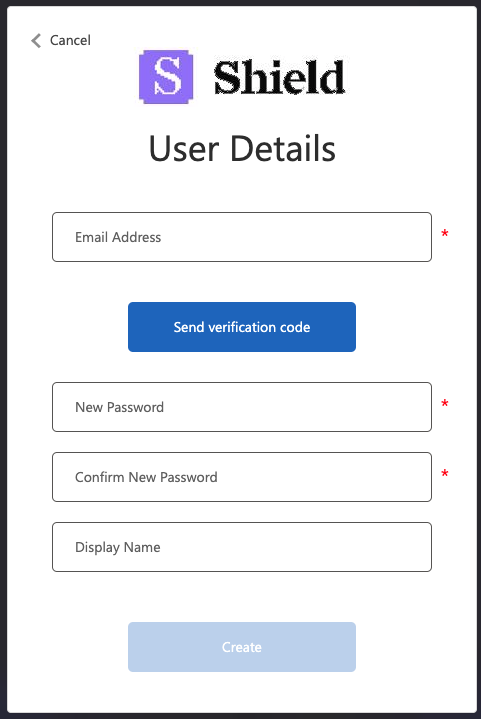 Cancel
S Shield
User Details
Email Address
*
Send verification code
New Password
*
Confirm New Password
*
Display Name
Create